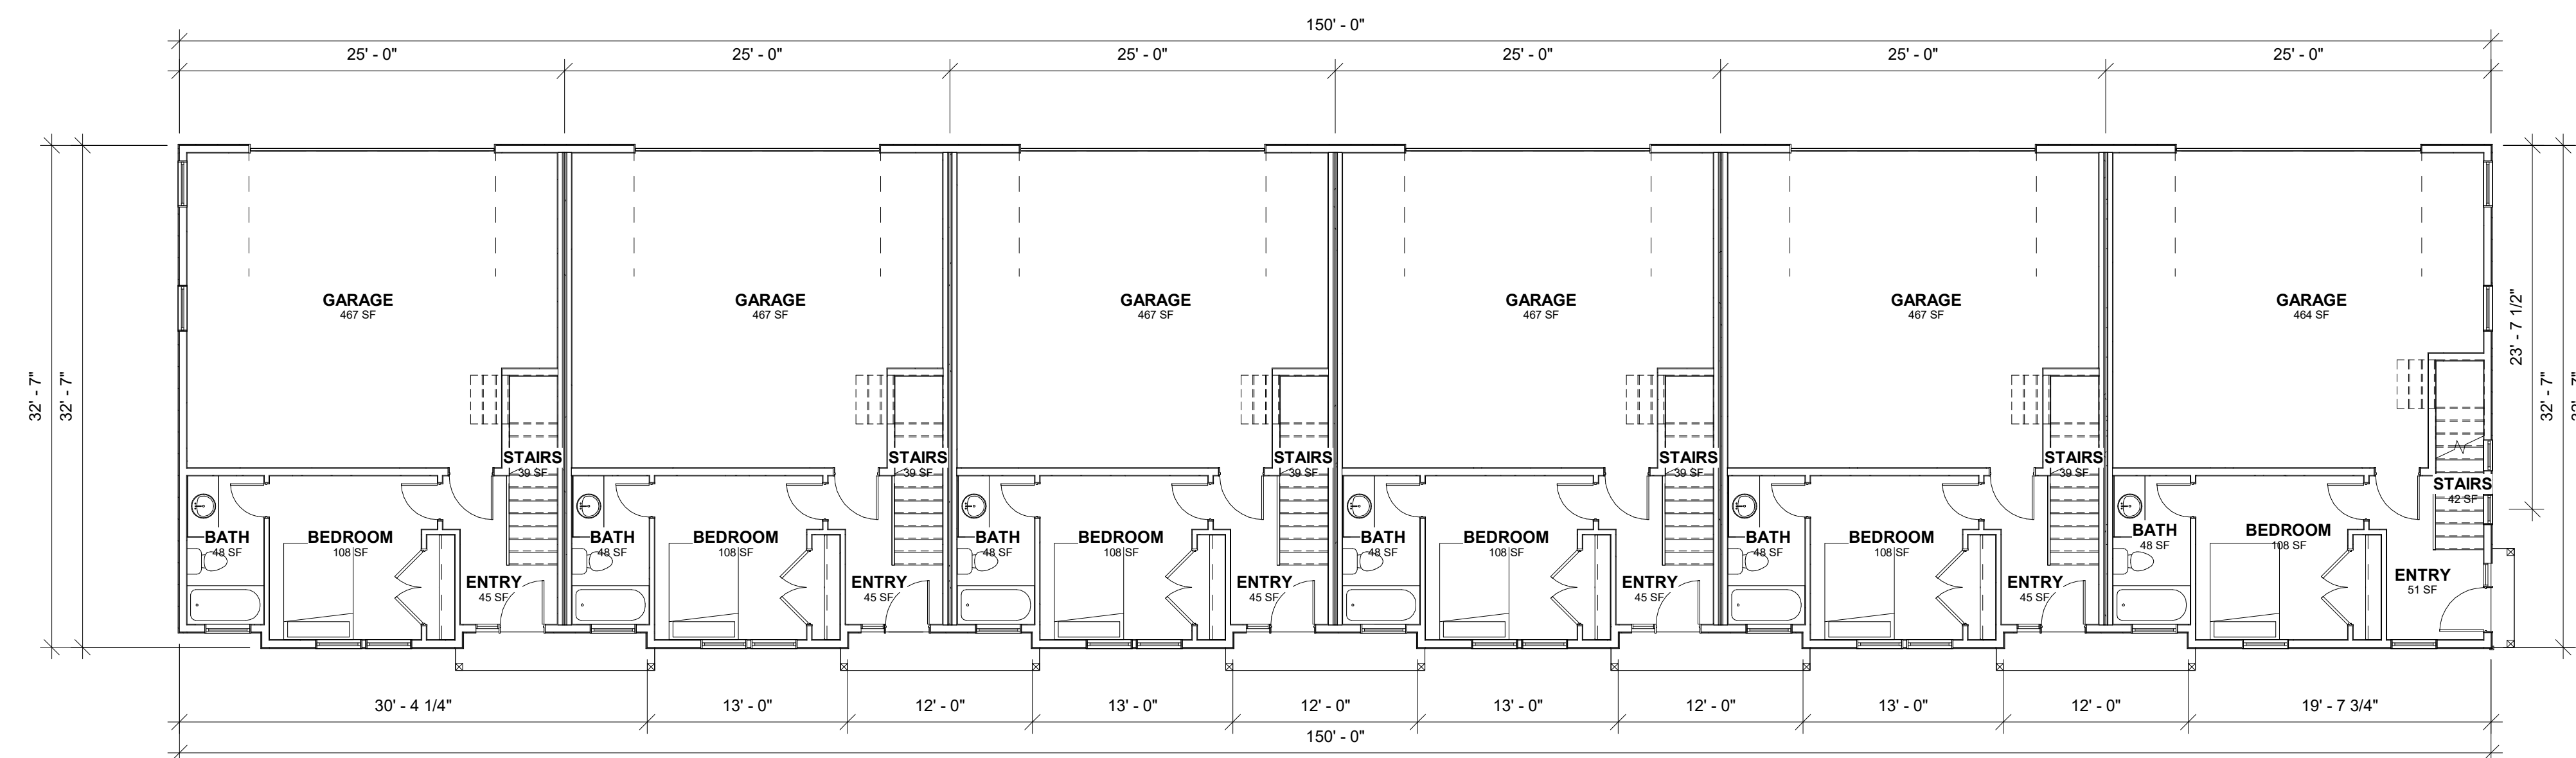 150' - 0"
25' - 0" 25' - 0" 25' - 0" 25' - 0" 25' - 0" 25' - 0"
32' - 7"
32' - 7"
GARAGE GARAGE GARAGE GARAGE GARAGE GARAGE
467 SF 467 SF 467 SF 467 SF 467 SF 464 SF
23' - 7 1/2"
32' - 7"
STAIRS STAIRS STAIRS STAIRS STAIRS
39 SF 39 SF 39 SF 39 SF 39 SF
STAIRS
42 SF
BATH BEDROOM BATH BEDROOM BATH BEDROOM BATH BEDROOM BATH BEDROOM BATH BEDROOM
48 SF 108 SF 48 SF 108 SF 48 SF 108 SF 48 SF 108 SF 48 SF 108 SF 48 SF 108 SF
ENTRY ENTRY ENTRY ENTRY ENTRY ENTRY
45 SF 45 SF 45 SF 45 SF 45 SF 51 SF
30' - 4 1/4" 13' - 0" 12' - 0" 13' - 0" 12' - 0" 13' - 0" 12' - 0" 13' - 0" 12' - 0" 19' - 7 3/4"
150' - 0"